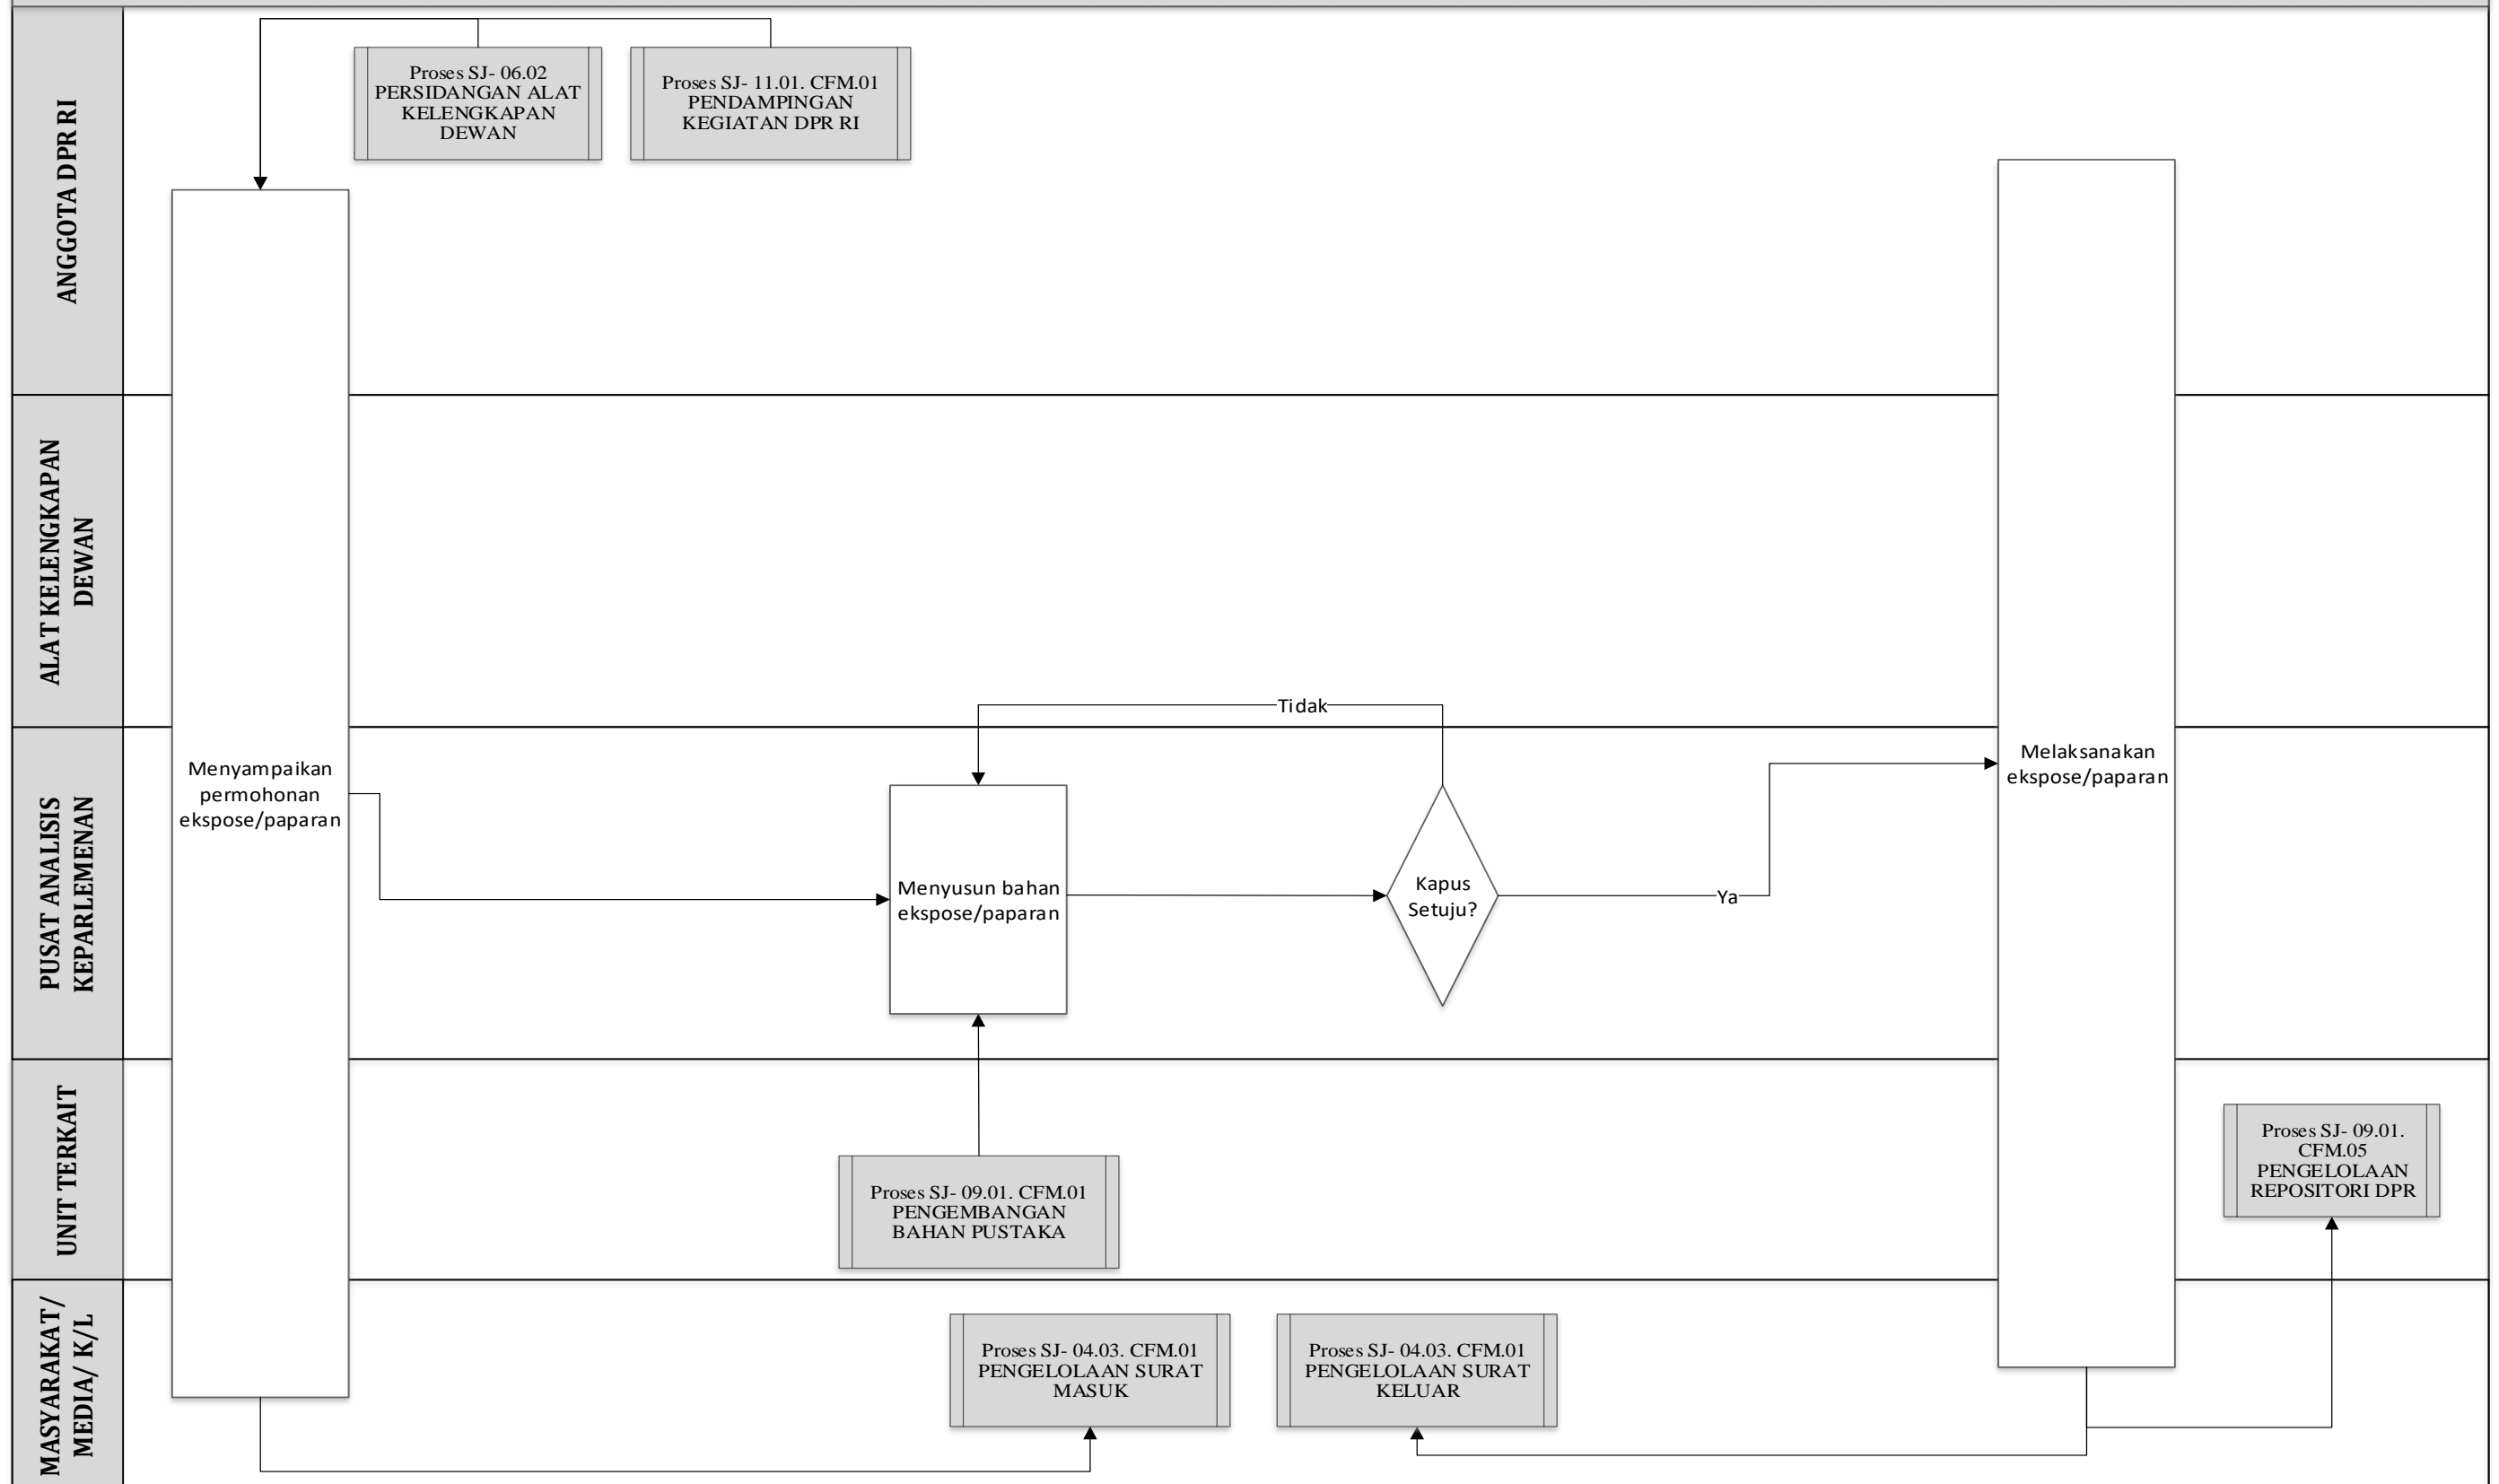 ANGGOTA DPR RI
Proses SJ- 06.02
PERSIDANGAN ALAT
KELENGKAPAN
DEWAN
Proses SJ- 11.01. CFM.01
PENDAMPINGAN
KEGIATAN DPR RI
ALAT KELENGKAPAN
DEWAN
PUSAT ANALISIS
KEPARLEMENAN
Menyampaikan
permohonan
ekspose/paparan
Tidak
Menyusun bahan
ekspose/paparan
Kapus
Setuju?
Ya
Melaksanakan
ekspose/paparan
UNIT TERKAIT
Proses SJ- 09.01. CFM.01
PENGEMBANGAN
BAHAN PUSTAKA
Proses SJ- 09.01.
CFM.05
PENGELOLAAN
REPOSITORI DPR
MASYARAKAT/
MEDIA/ K/L
Proses SJ- 04.03. CFM.01
PENGELOLAAN SURAT
MASUK
Proses SJ- 04.03. CFM.01
PENGELOLAAN SURAT
KELUAR